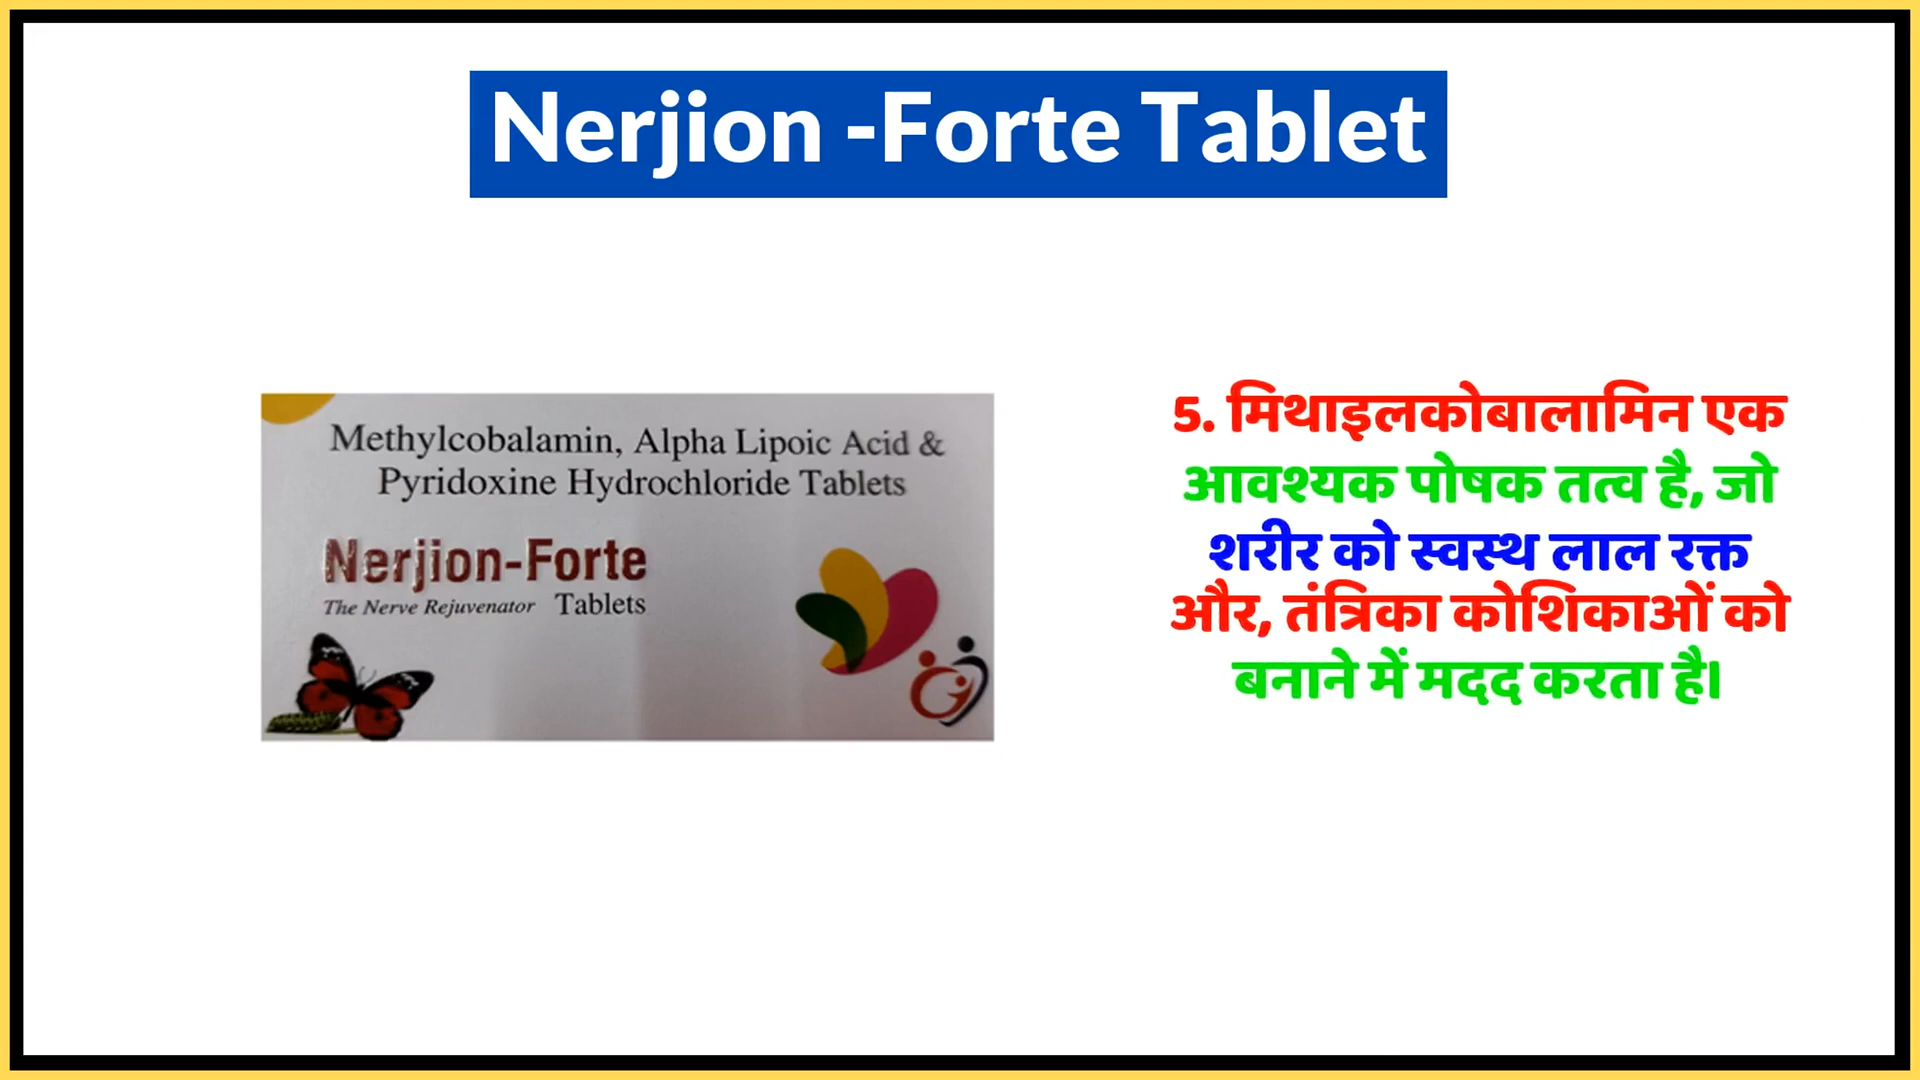 Nerjion -Forte Tablet
Methylcobalamin, Alpha Lipoic Acid &
Pyridoxine Hydrochloride Tablets
Nerjion-Forte
The Nerve Rejuvenator Tablets
5. मिथाइलकोबालामिन एक
आवश्यक पोषक तत्व है, जो
शरीर को स्वस्थ लाल रक्त
और, तंत्रिका कोशिकाओं को
बनाने में मदद करता है।